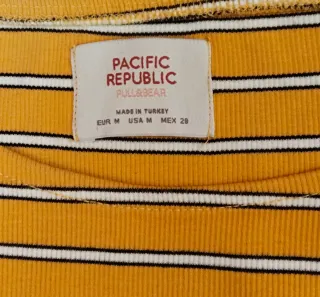 PACIFIC
REPUBLIC
PULL&BEAR
MADE IN TURKEY
EUR M USA M MEX 28